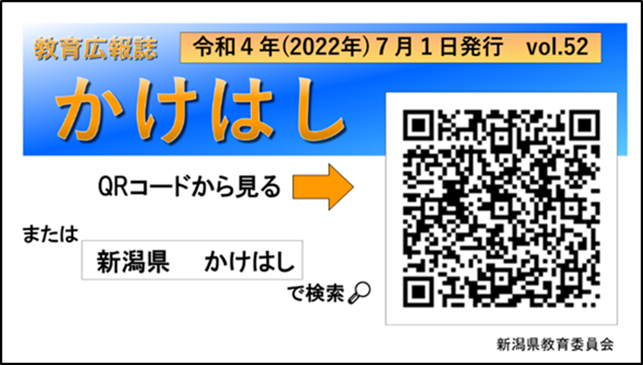 教育広報誌
令和４年(2022年)７月１日発行　vol.52
かけはし
QRコードから見る
または
新潟県　かけはし
で検索
新潟県教育委員会